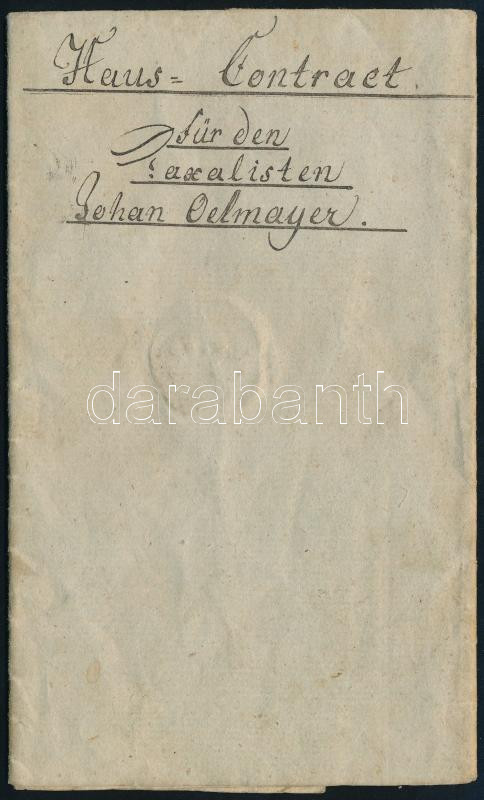 Haus= Contract.
für den
Taxalisten
Johan Oelmayer.
darabanth